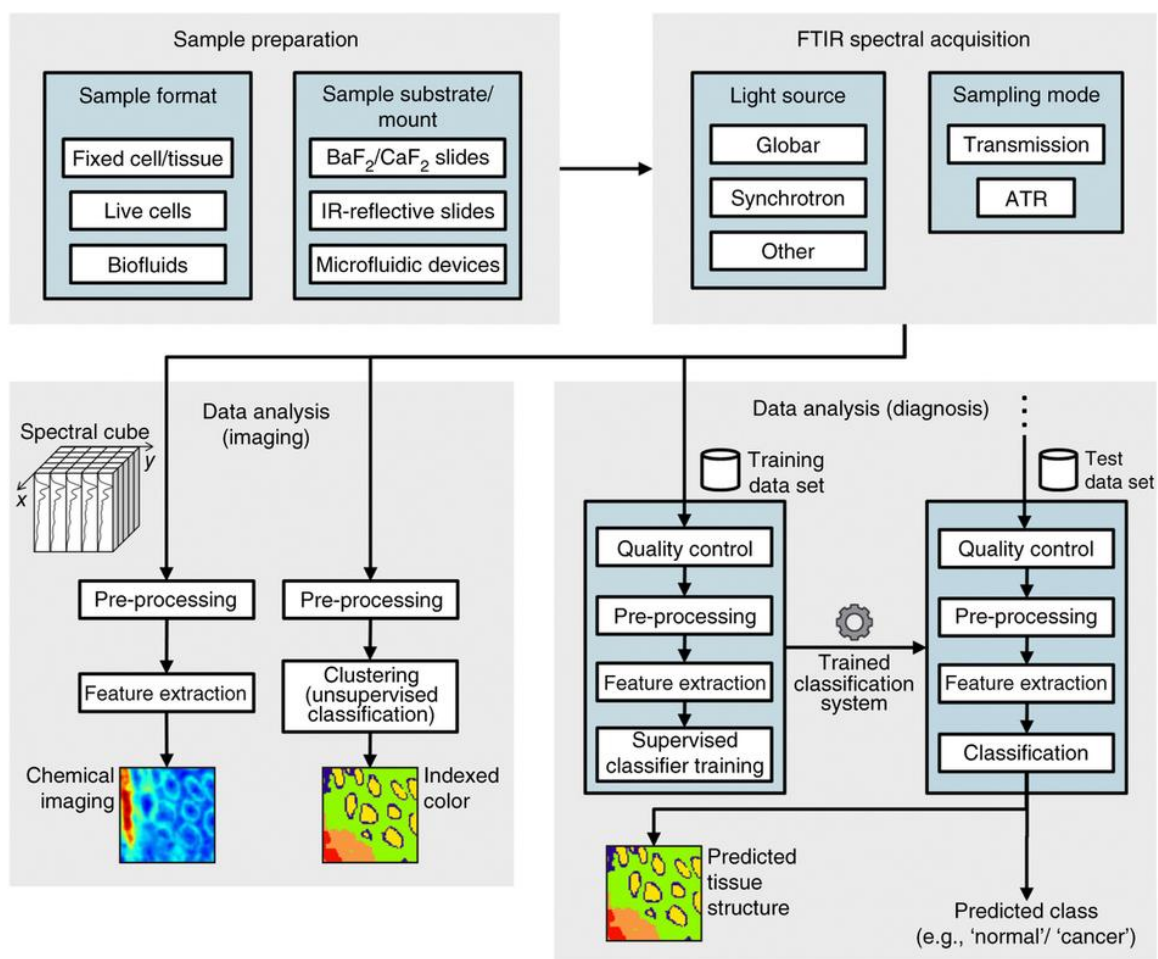 Sample preparation
Sample format
Fixed cell/tissue
Live cells
Biofluids
Sample substrate/
mount
BaF₂/CaF₂ slides
IR-reflective slides
Microfluidic devices
FTIR spectral acquisition
Light source
Globar
Synchrotron
Other
Sampling mode
Transmission
ATR
Data analysis
(imaging)
Spectral cube
y
x
Pre-processing
Feature extraction
Chemical
imaging
Pre-processing
Clustering
(unsupervised
classification)
Indexed
color
Data analysis (diagnosis)
Training
data set
Quality control
Pre-processing
Feature extraction
Supervised
classifier training
Trained
classification
system
Test
data set
Quality control
Pre-processing
Feature extraction
Classification
Predicted
tissue
structure
Predicted class
(e.g., ‘normal’/ ‘cancer’)